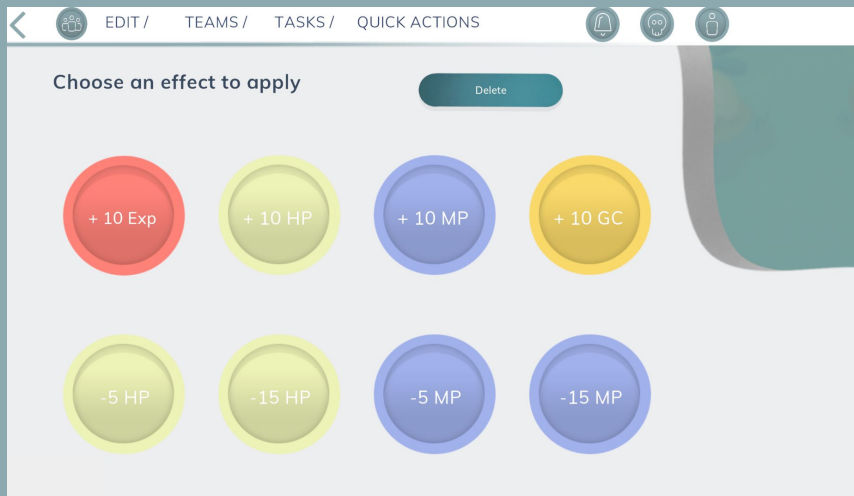 EDIT / TEAMS / TASKS / QUICK ACTIONS
Choose an effect to apply
Delete
+ 10 Exp
+ 10 HP
+ 10 MP
+ 10 GC
-5 HP
-15 HP
-5 MP
-15 MP